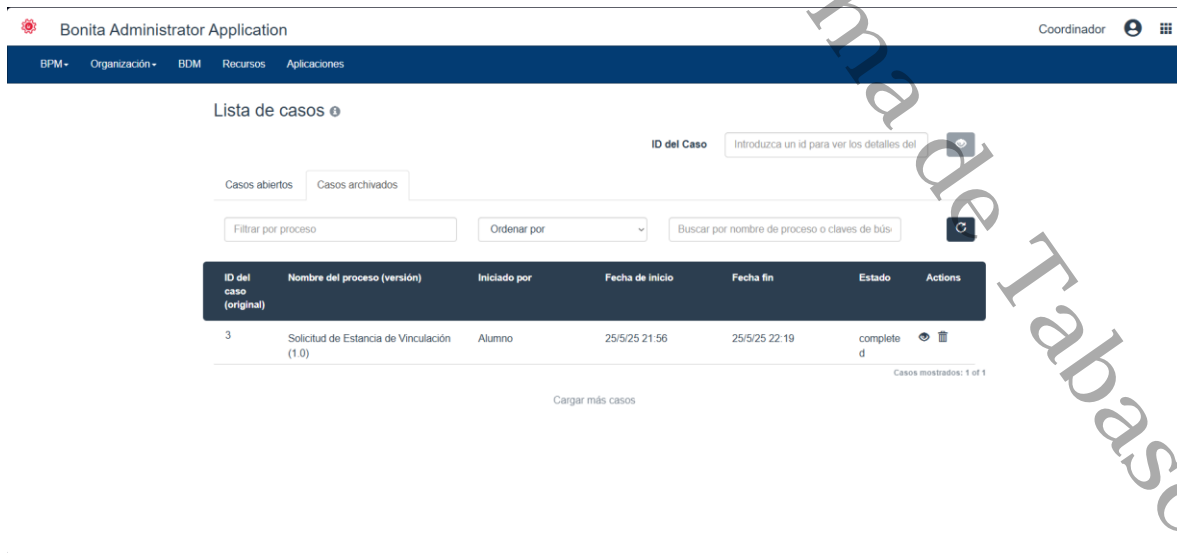 Bonita Administrator Application
Coordinador
BPM
Organización
BDM
Recursos
Aplicaciones
Lista de casos
ID del Caso
Introduzca un id para ver los detalles del
Casos abiertos
Casos archivados
Filtrar por proceso
Ordenar por
Buscar por nombre de proceso o claves de bús
ID del caso (original)
Nombre del proceso (versión)
Iniciado por
Fecha de inicio
Fecha fin
Estado
Actions
3
Solicitud de Estancia de Vinculación
(1.0)
Alumno
25/5/25 21:56
25/5/25 22:19
complete
d
Casos mostrados: 1 of 1
Cargar más casos
ma de Tabasc